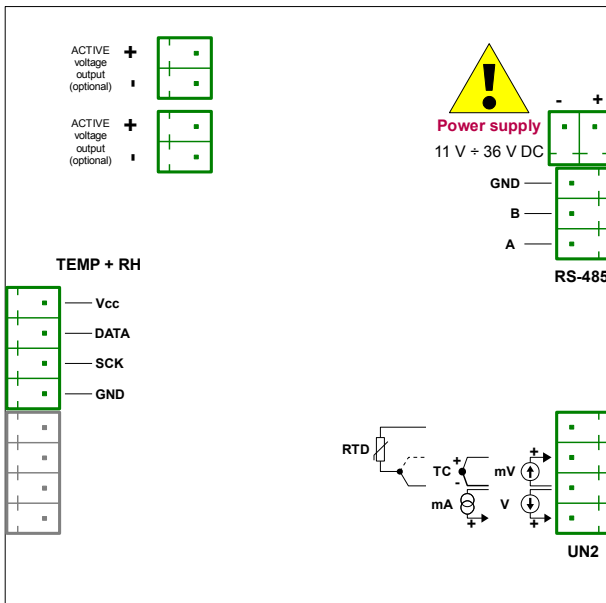 ACTIVE
voltage
output
(optional)
+
-
ACTIVE
voltage
output
(optional)
+
-
!
Power supply
11 V ÷ 36 V DC
- +
GND
B
A
RS-485
TEMP + RH
Vcc
DATA
SCK
GND
RTD
+
TC
-
mA
+
mV
+
V
+
UN2